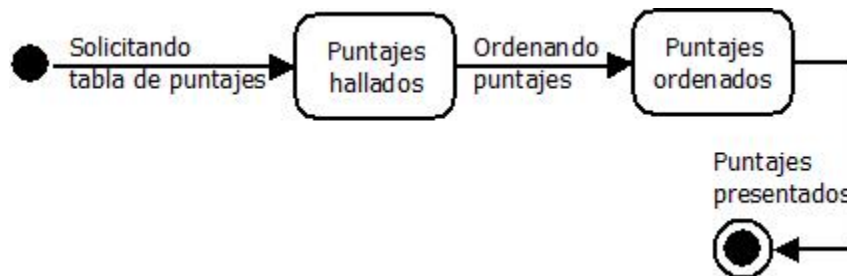 Solicitando
tabla de puntajes
Puntajes
hallados
Ordenando
puntajes
Puntajes
ordenados
Puntajes
presentados